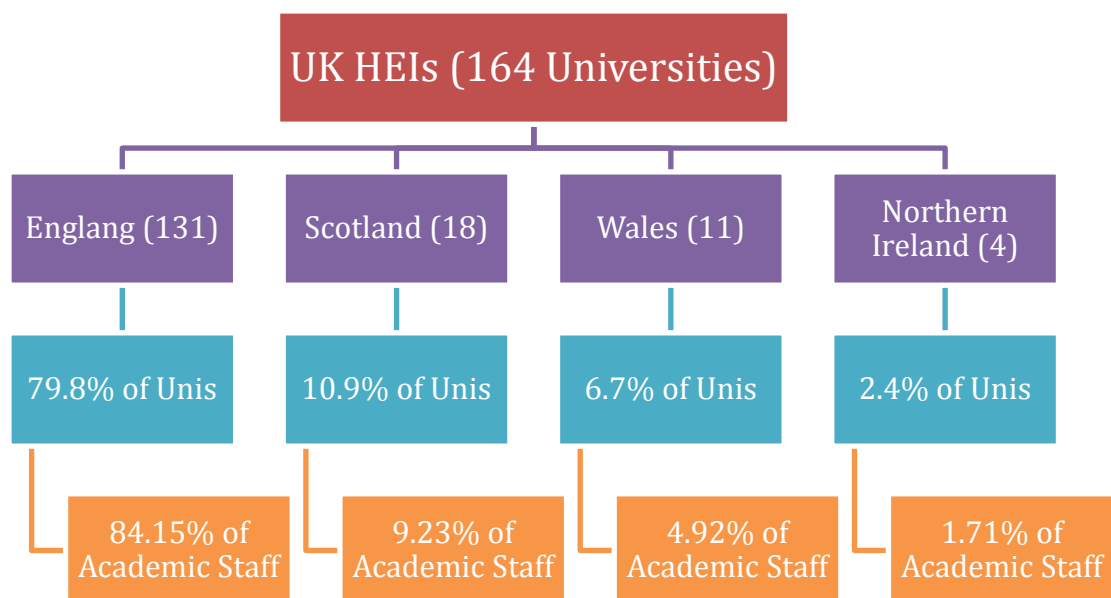 UK HEIs (164 Universities)
Englang (131)
Scotland (18)
Wales (11)
Northern
Ireland (4)
79.8% of Unis
10.9% of Unis
6.7% of Unis
2.4% of Unis
84.15% of
Academic Staff
9.23% of
Academic Staff
4.92% of
Academic Staff
1.71% of
Academic Staff